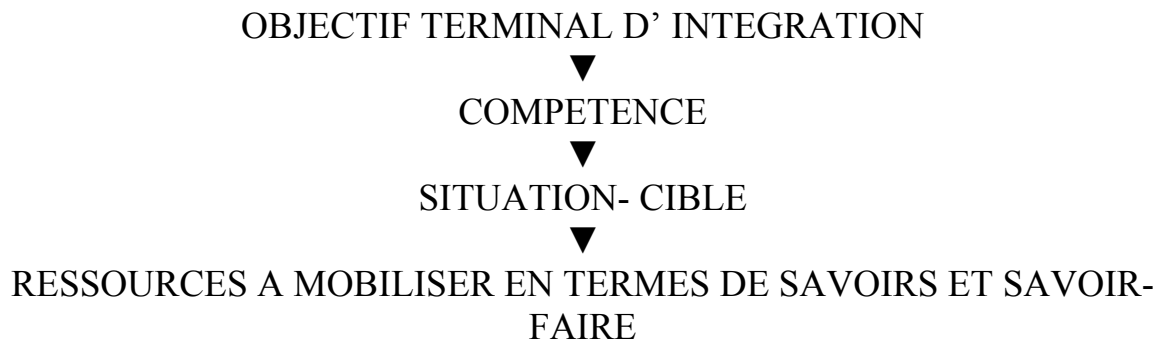 OBJECTIF TERMINAL D’ INTEGRATION
▼
COMPETENCE
▼
SITUATION- CIBLE
▼
RESSOURCES A MOBILISER EN TERMES DE SAVOIRS ET SAVOIR-
FAIRE